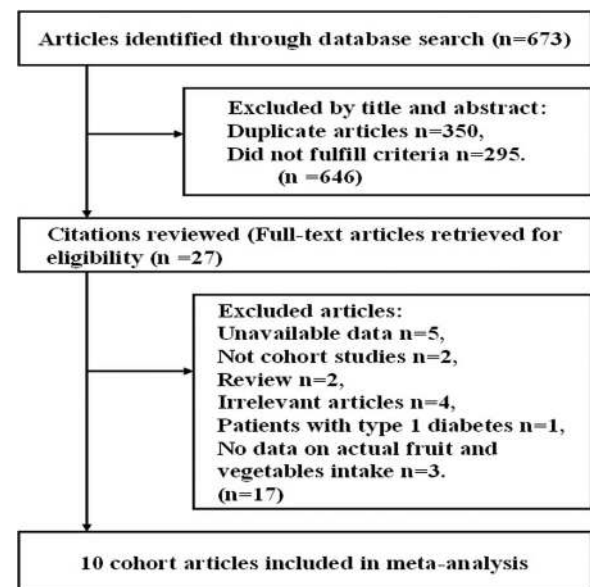 Articles identified through database search (n=673)
Excluded by title and abstract:
Duplicate articles n=350,
Did not fulfill criteria n=295.
(n =646)
Citations reviewed (Full-text articles retrieved for
eligibility (n =27)
Excluded articles:
Unavailable data n=5,
Not cohort studies n=2,
Review n=2,
Irrelevant articles n=4,
Patients with type 1 diabetes n=1,
No data on actual fruit and
vegetables intake n=3.
(n=17)
10 cohort articles included in meta-analysis